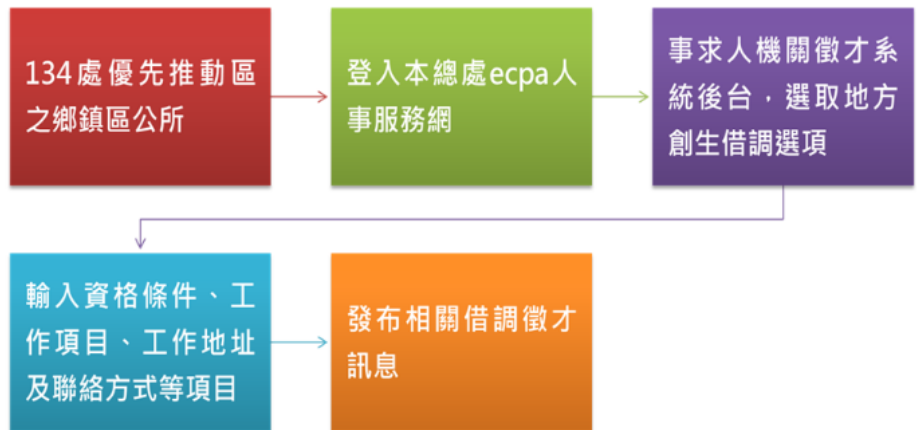 134處優先推動區
之鄉鎮區公所
登入本總處ecpa人
事服務網
事求人機關徵才系
統後台，選取地方
創生借調選項
輸入資格條件、工
作項目、工作地址
及聯絡方式等項目
發布相關借調徵才
訊息